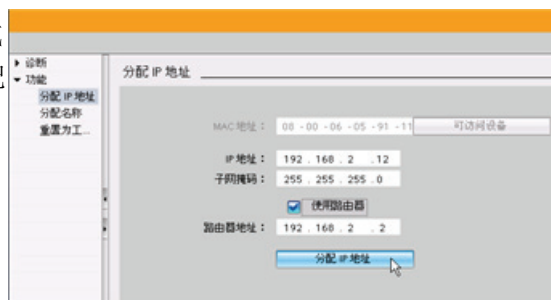 诊断
功能
分配 IP 地址
分配名称
重置为工...
分配 IP 地址
MAC 地址： 08 -00 -06 -05 -91 -11 可访问设备
IP 地址： 192 . 168 . 2 . 12
子网掩码： 255 . 255 . 255 . 0
使用路由器
路由器地址： 192 . 168 . 2 . 2
分配 IP 地址